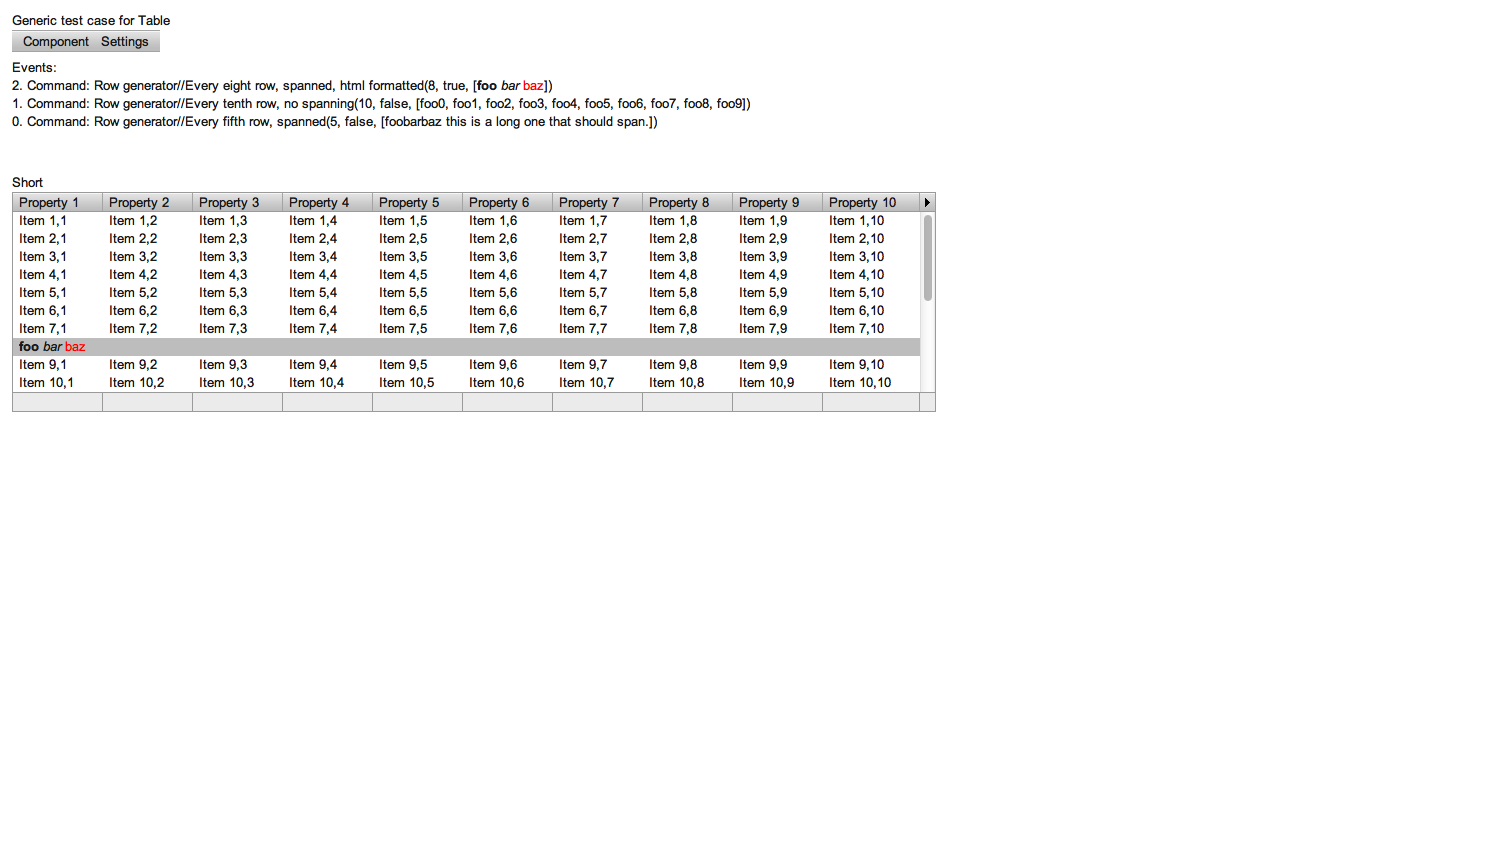 Generic test case for Table
Component Settings
Events:
2. Command: Row generator//Every eight row, spanned, html formatted(8, true, [foo bar baz])
1. Command: Row generator//Every tenth row, no spanning(10, false, [foo0, foo1, foo2, foo3, foo4, foo5, foo6, foo7, foo8, foo9])
0. Command: Row generator//Every fifth row, spanned(5, false, [foobarbaz this is a long one that should span.])
Short
Property 1 Property 2 Property 3 Property 4 Property 5 Property 6 Property 7 Property 8 Property 9 Property 10
Item 1,1 Item 1,2 Item 1,3 Item 1,4 Item 1,5 Item 1,6 Item 1,7 Item 1,8 Item 1,9 Item 1,10
Item 2,1 Item 2,2 Item 2,3 Item 2,4 Item 2,5 Item 2,6 Item 2,7 Item 2,8 Item 2,9 Item 2,10
Item 3,1 Item 3,2 Item 3,3 Item 3,4 Item 3,5 Item 3,6 Item 3,7 Item 3,8 Item 3,9 Item 3,10
Item 4,1 Item 4,2 Item 4,3 Item 4,4 Item 4,5 Item 4,6 Item 4,7 Item 4,8 Item 4,9 Item 4,10
Item 5,1 Item 5,2 Item 5,3 Item 5,4 Item 5,5 Item 5,6 Item 5,7 Item 5,8 Item 5,9 Item 5,10
Item 6,1 Item 6,2 Item 6,3 Item 6,4 Item 6,5 Item 6,6 Item 6,7 Item 6,8 Item 6,9 Item 6,10
Item 7,1 Item 7,2 Item 7,3 Item 7,4 Item 7,5 Item 7,6 Item 7,7 Item 7,8 Item 7,9 Item 7,10
foo bar baz
Item 9,1 Item 9,2 Item 9,3 Item 9,4 Item 9,5 Item 9,6 Item 9,7 Item 9,8 Item 9,9 Item 9,10
Item 10,1 Item 10,2 Item 10,3 Item 10,4 Item 10,5 Item 10,6 Item 10,7 Item 10,8 Item 10,9 Item 10,10